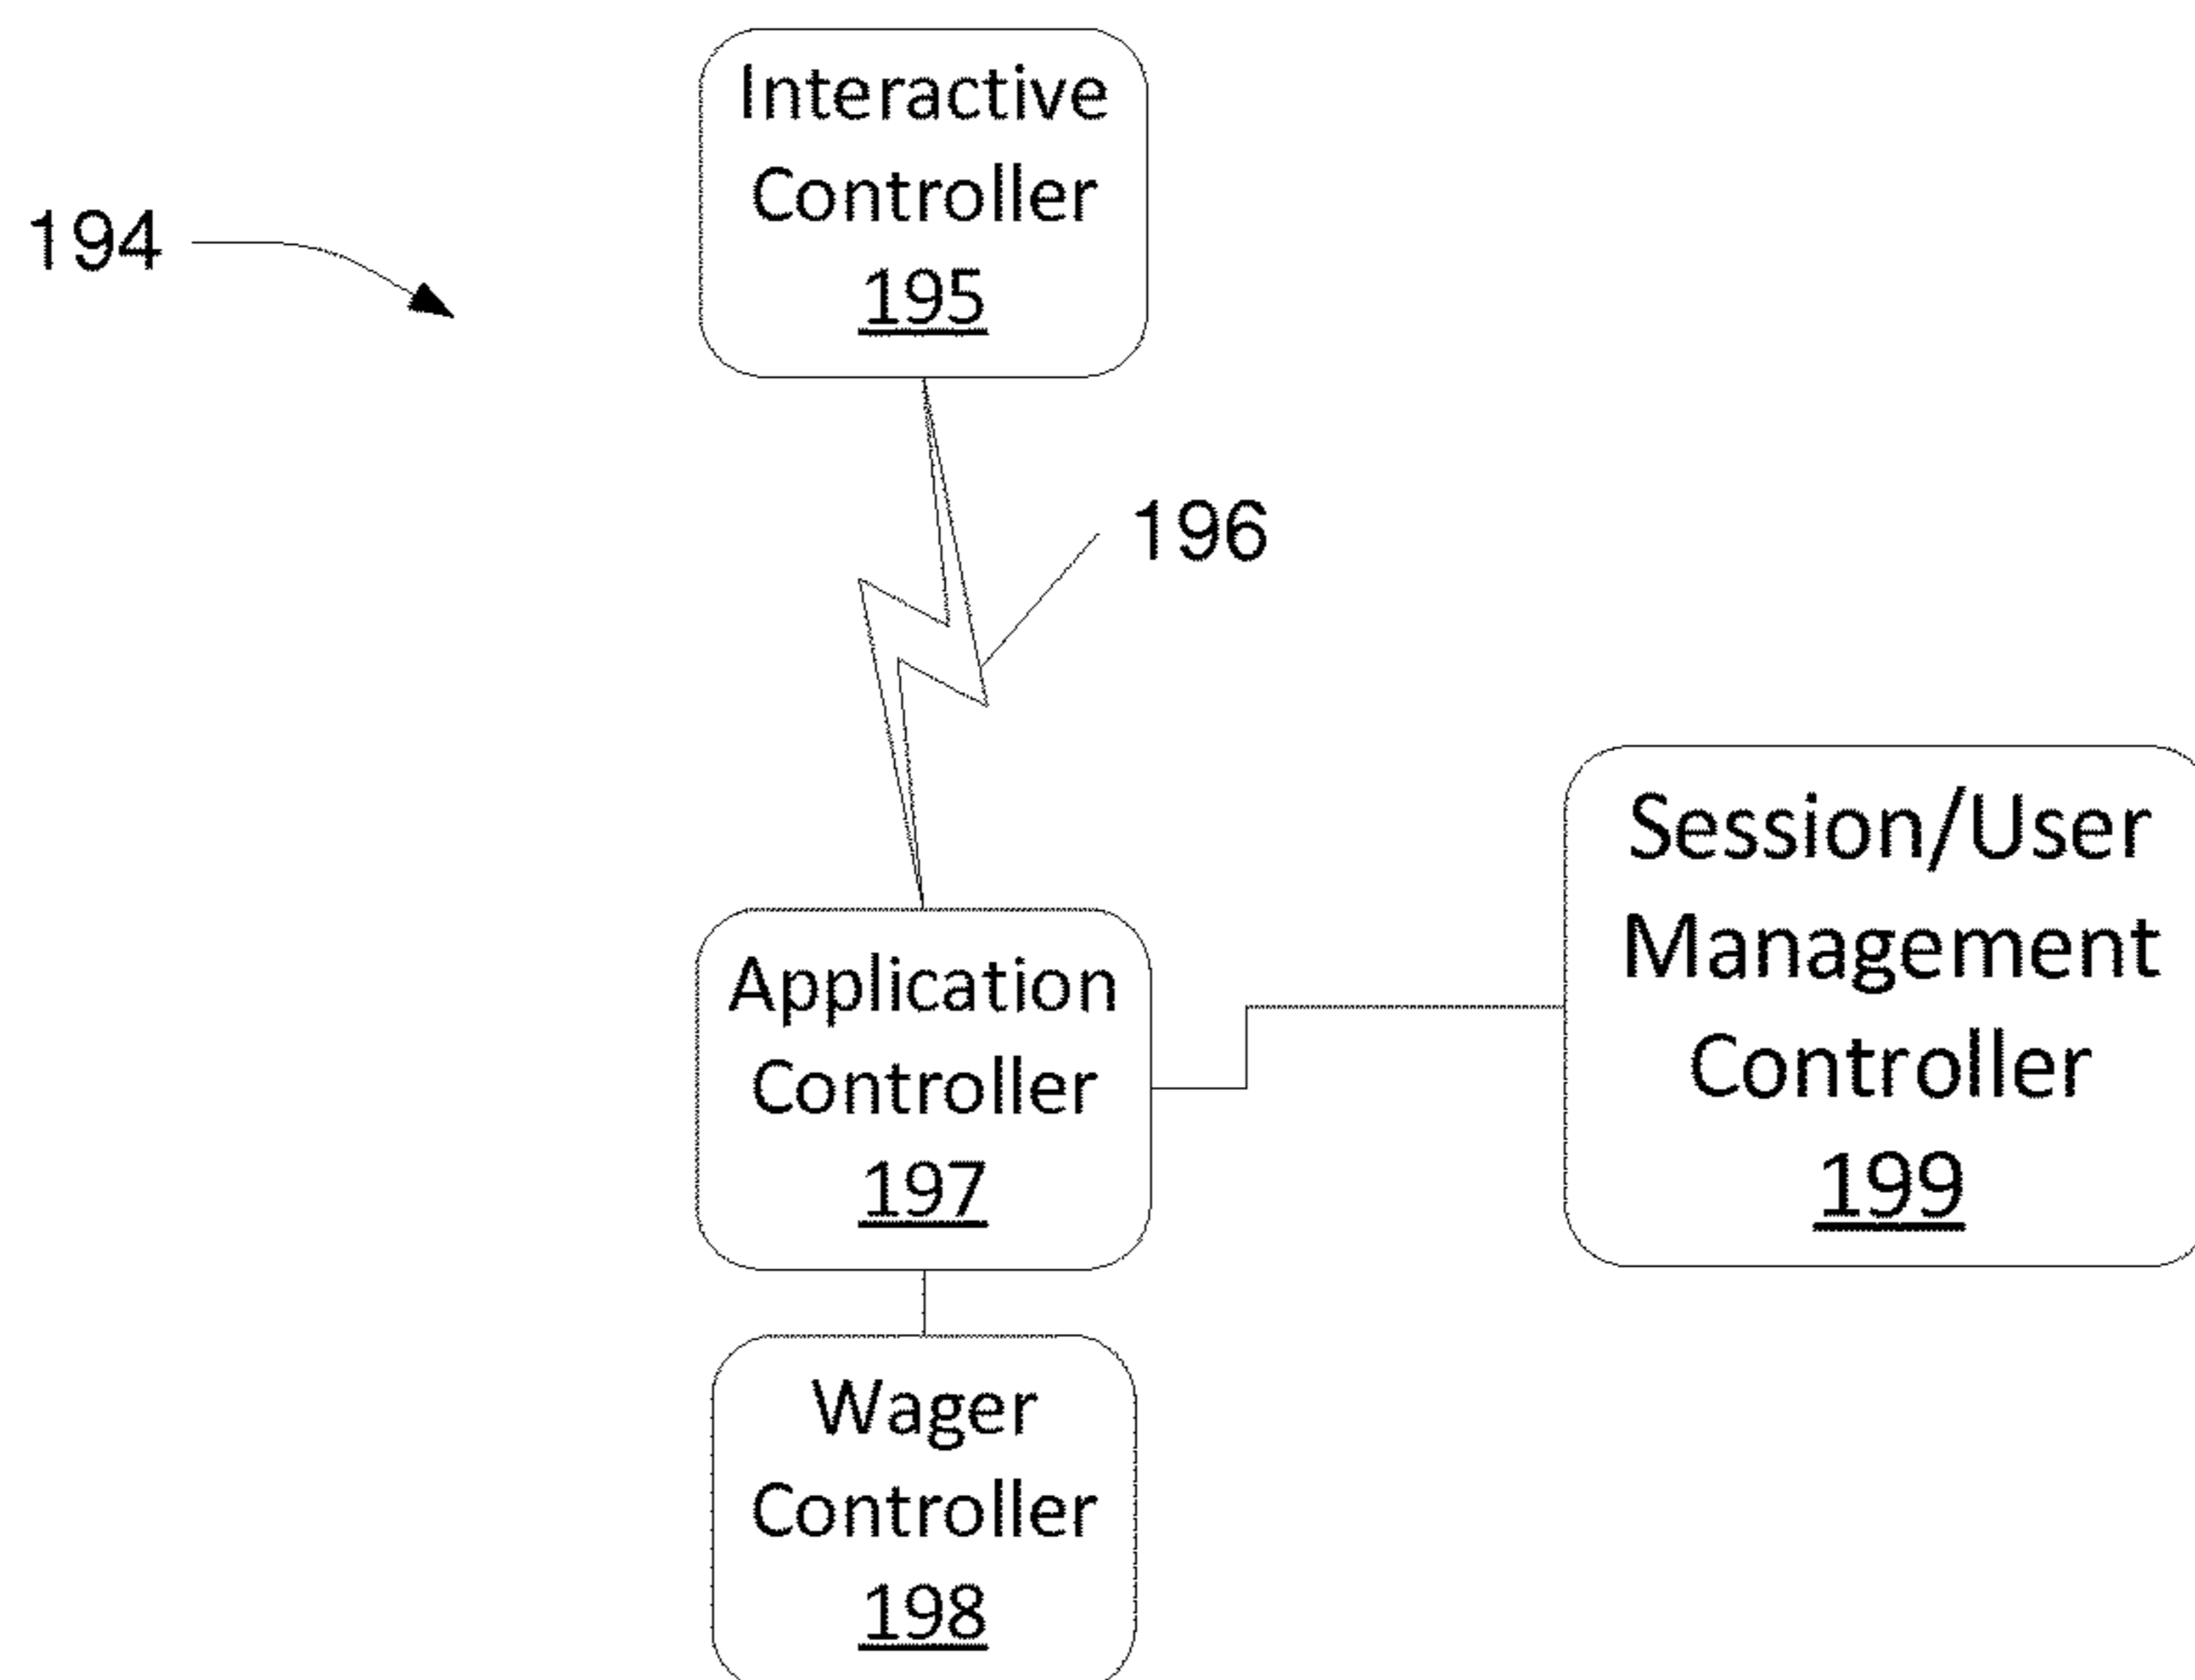 Interactive
Controller
195
194
196
Application
Controller
197
Session/User
Management
Controller
199
Wager
Controller
198